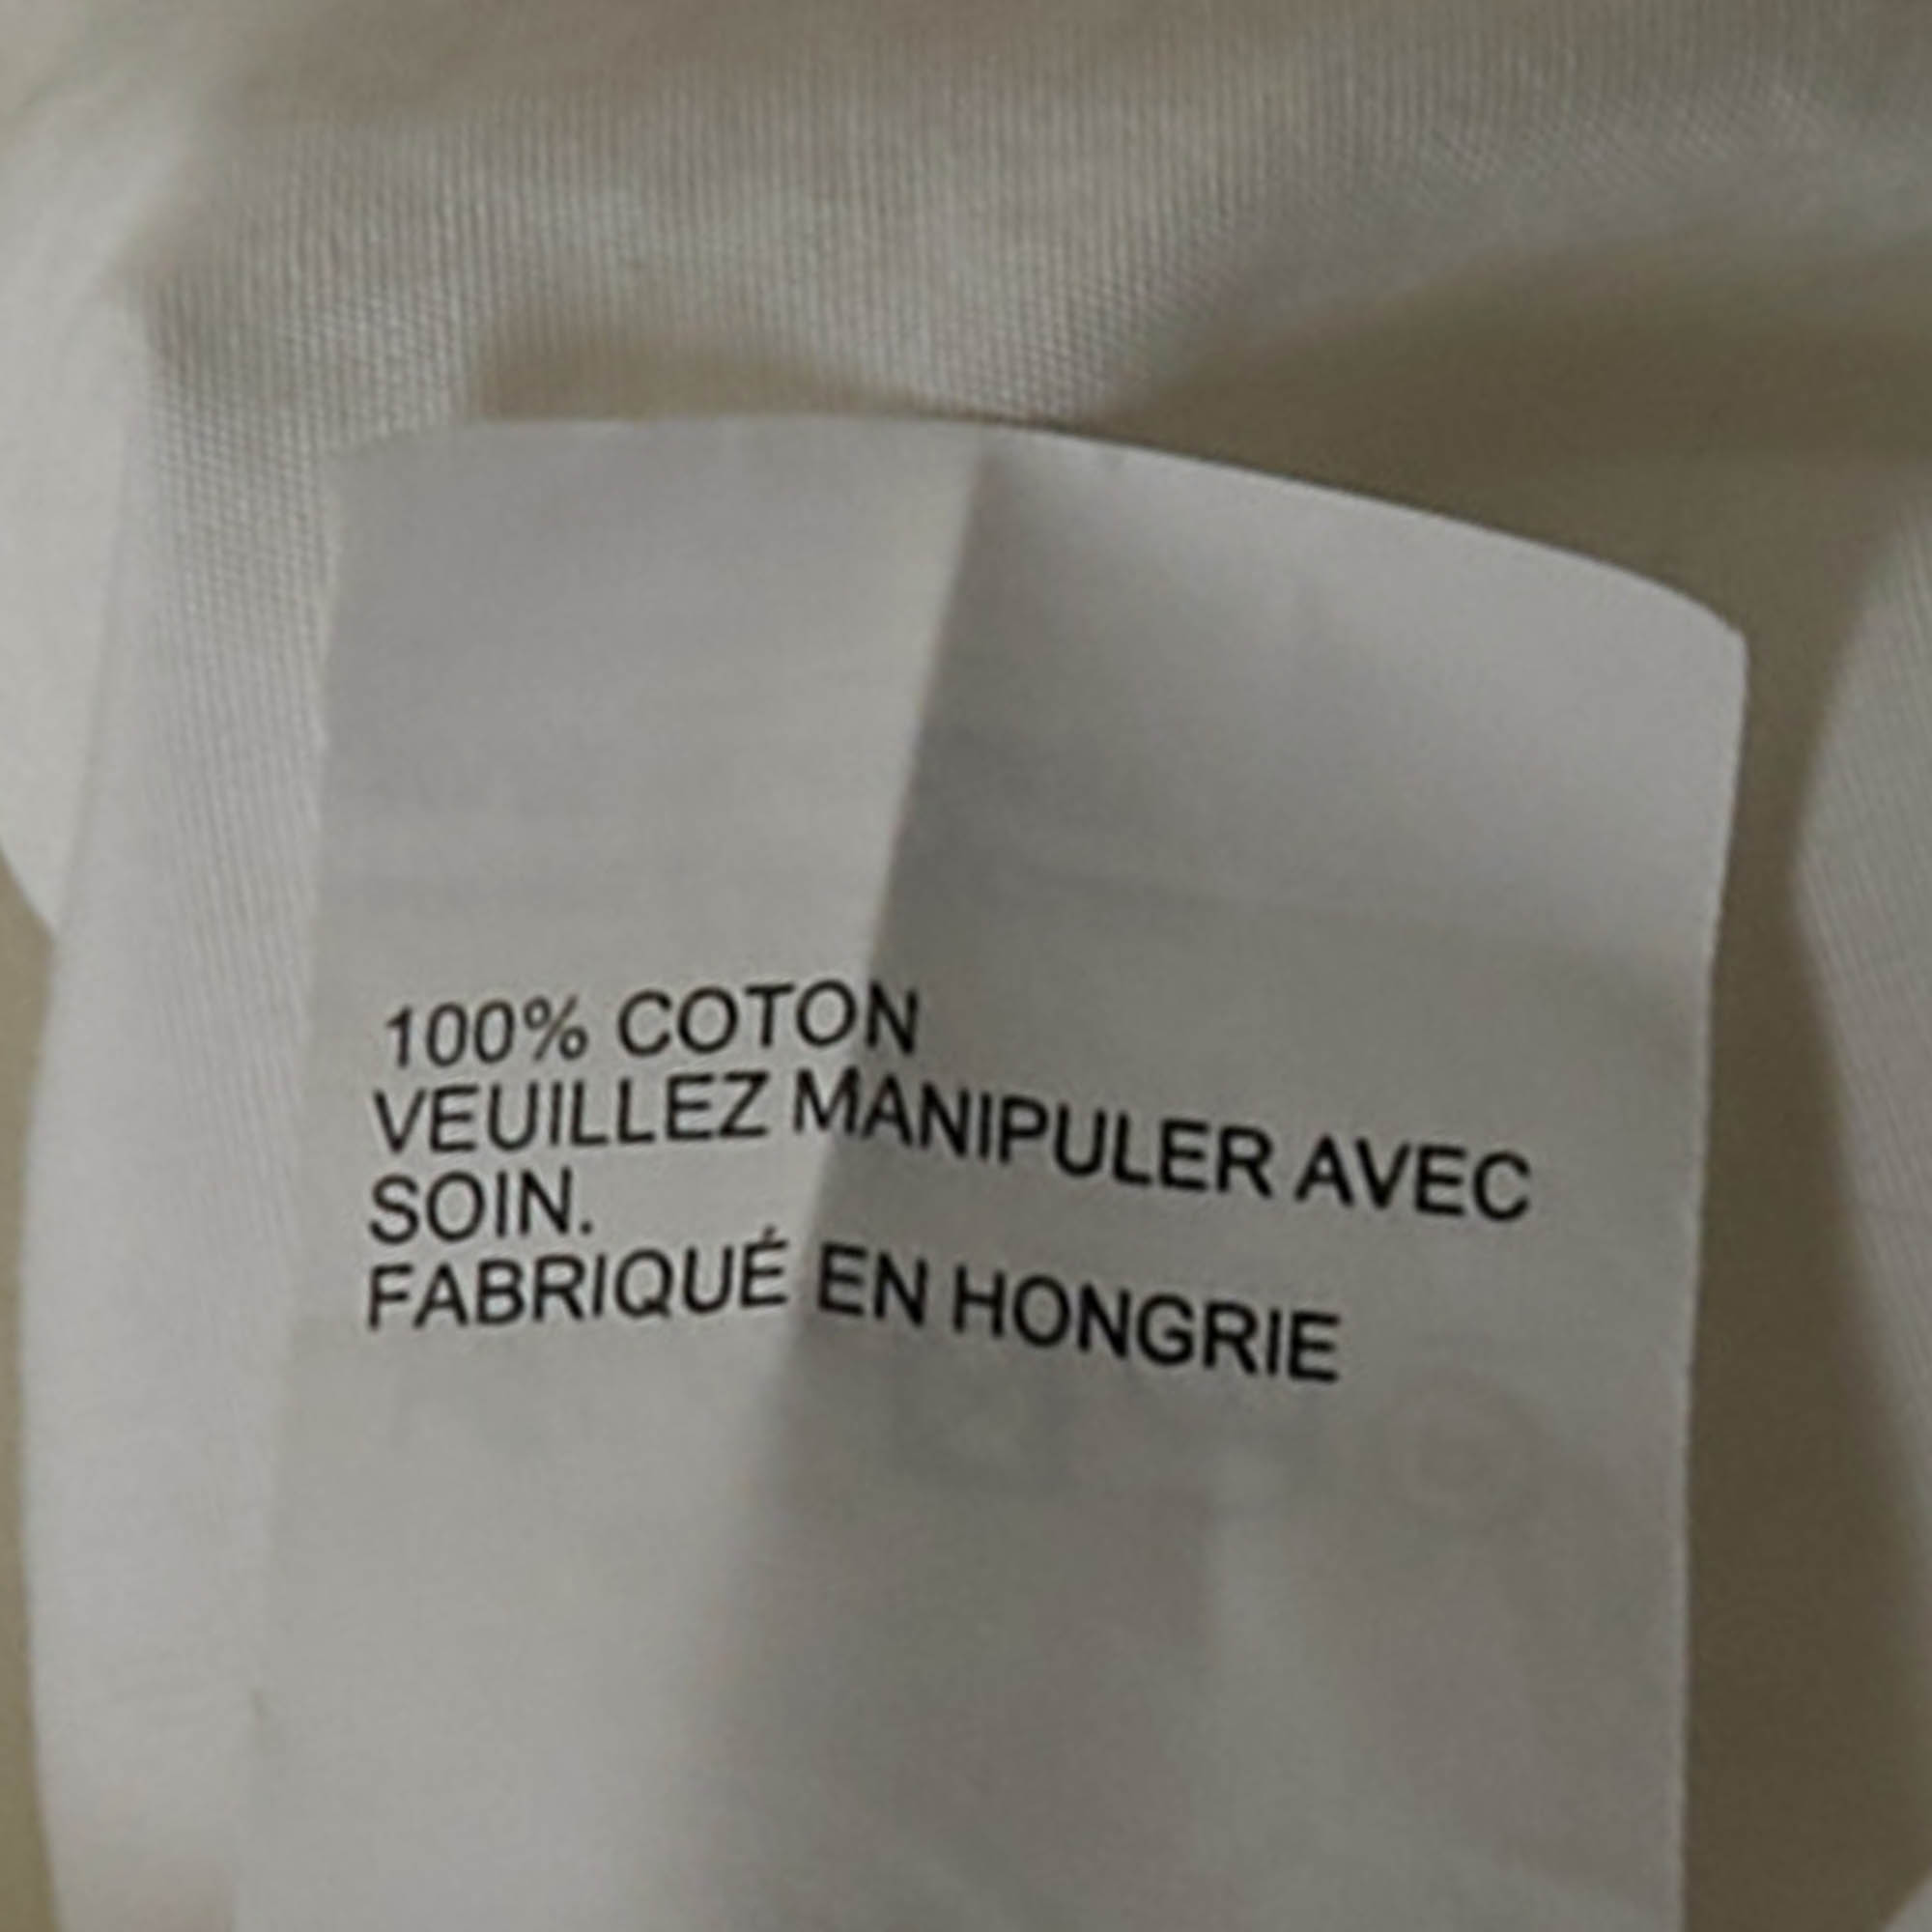 100% COTON
VEUILLEZ MANIPULER AVEC
SOIN.
FABRIQUÉ EN HONGRIE